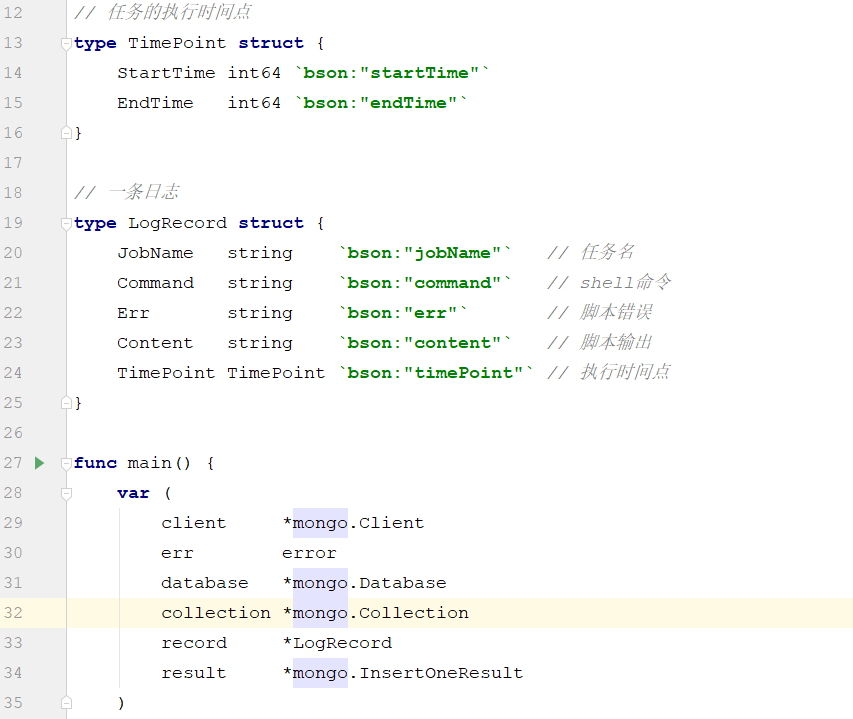 12 // 任务的执行时间点
13 type TimePoint struct {
14     StartTime int64 `bson:"startTime"`
15     EndTime   int64 `bson:"endTime"`
16 }
17
18 // 一条日志
19 type LogRecord struct {
20     JobName   string    `bson:"jobName"`   // 任务名
21     Command   string    `bson:"command"`   // shell命令
22     Err       string    `bson:"err"`       // 脚本错误
23     Content   string    `bson:"content"`   // 脚本输出
24     TimePoint TimePoint `bson:"timePoint"` // 执行时间点
25 }
26
27 func main() {
28     var (
29         client     *mongo.Client
30         err        error
31         database   *mongo.Database
32         collection *mongo.Collection
33         record     *LogRecord
34         result     *mongo.InsertOneResult
35     )